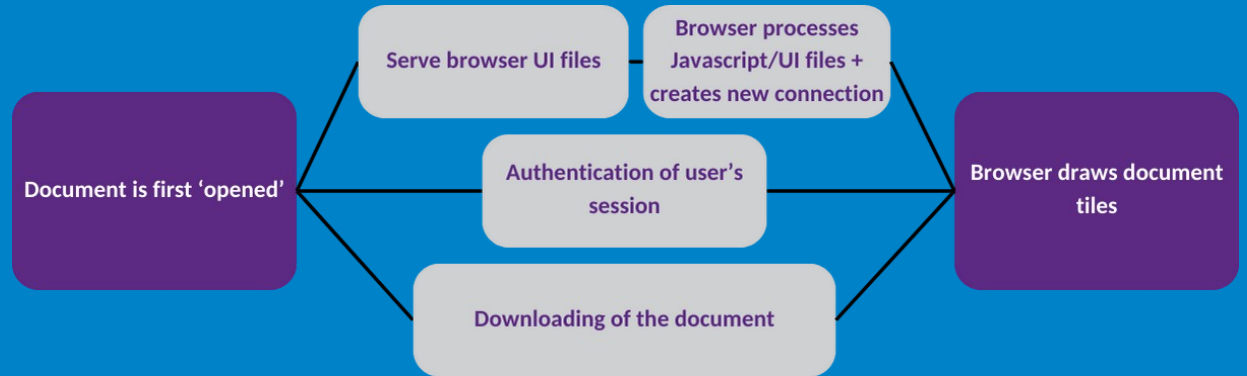 Document is first ‘opened’
Serve browser UI files
Browser processes
Javascript/UI files +
creates new connection
Authentication of user’s
session
Downloading of the document
Browser draws document
tiles